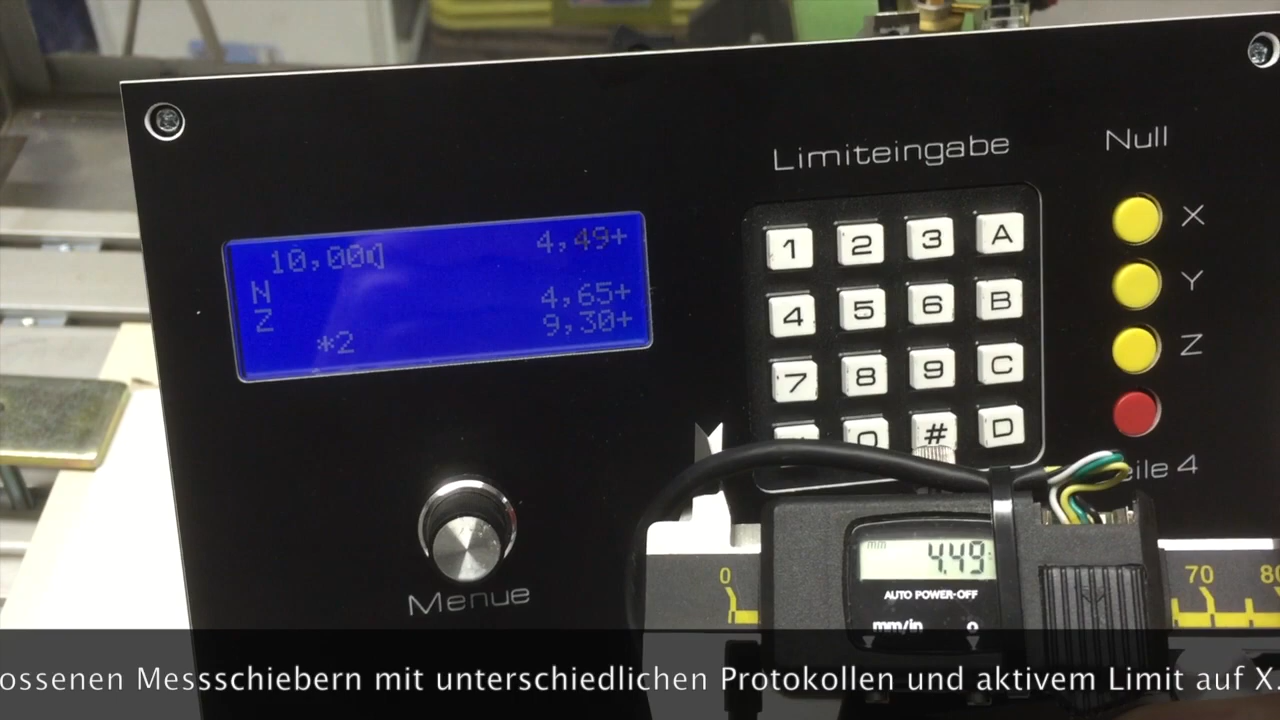 Limiteingabe
Null
10,00 4,49+
N 4,65+
Z 9,30+
*2
1 2 3 A
4 5 6 B
7 8 9 C
0 # D
X
Y
Z
eile 4
Menue
mm 4.49
AUTO POWER-OFF
mm/in o
0 70 80
ossenen Messschiebern mit unterschiedlichen Protokollen und aktivem Limit auf X.